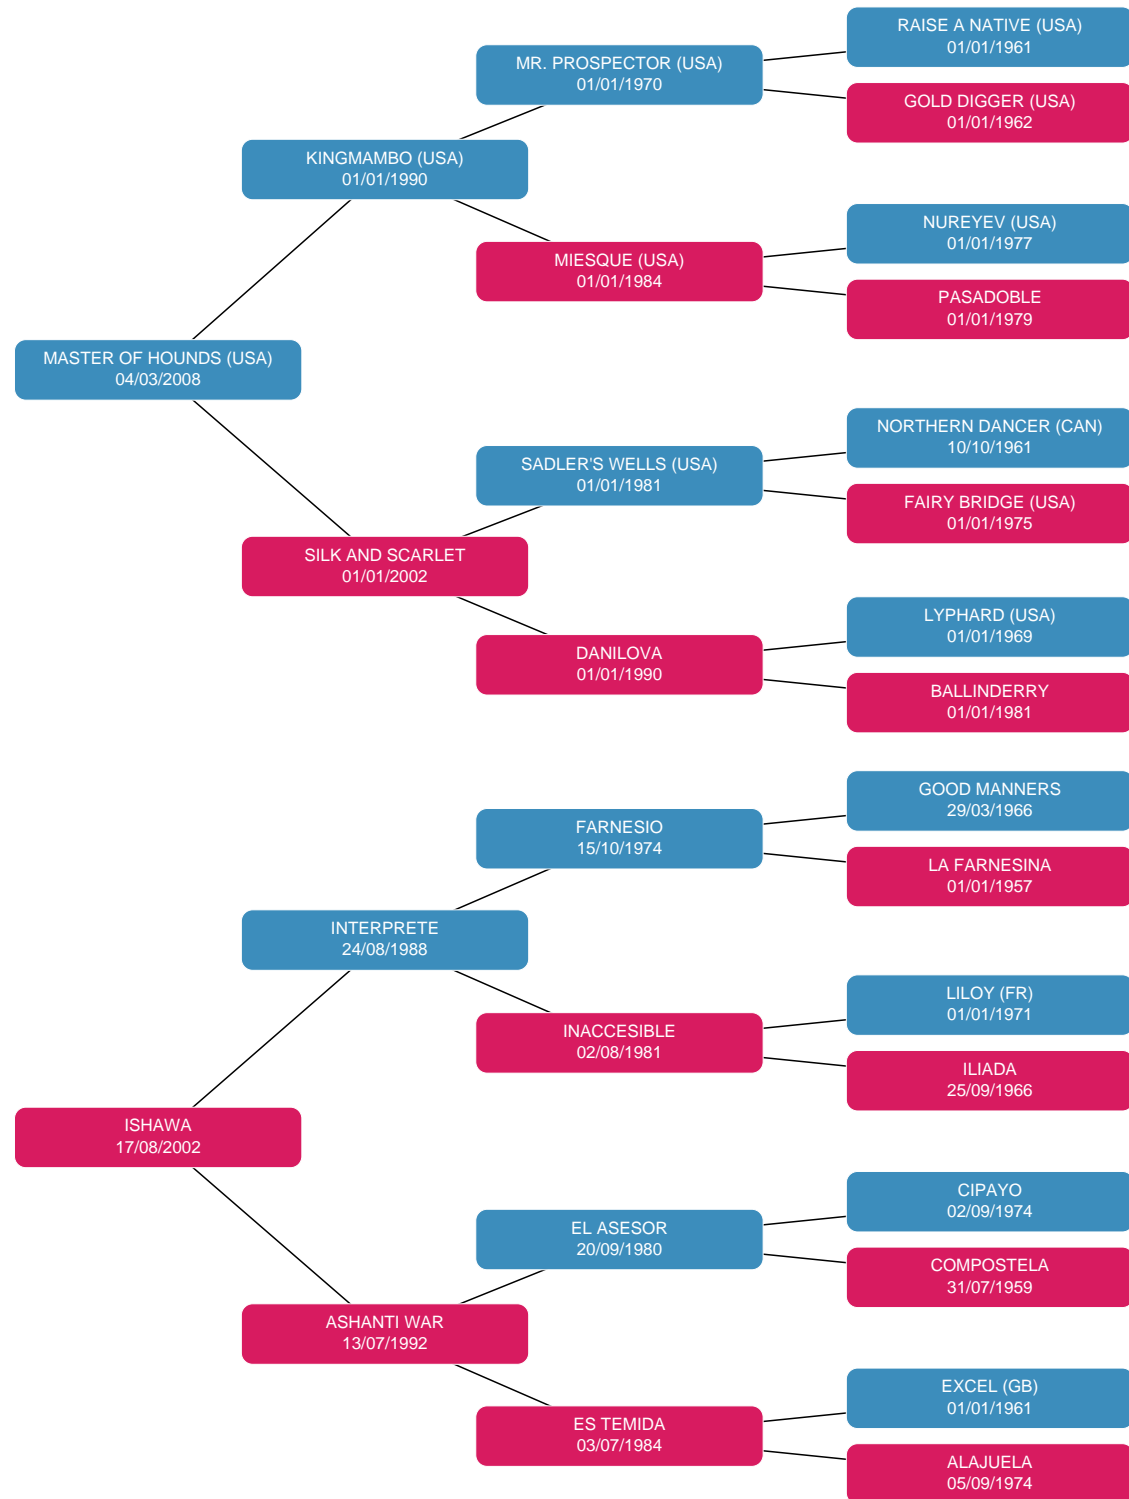 RAISE A NATIVE (USA)
01/01/1961
MR. PROSPECTOR (USA)
01/01/1970
GOLD DIGGER (USA)
01/01/1962
KINGMAMBO (USA)
01/01/1990
NUREYEV (USA)
01/01/1977
MIESQUE (USA)
01/01/1984
PASADOBLE
01/01/1979
MASTER OF HOUNDS (USA)
04/03/2008
NORTHERN DANCER (CAN)
10/10/1961
SADLER'S WELLS (USA)
01/01/1981
FAIRY BRIDGE (USA)
01/01/1975
SILK AND SCARLET
01/01/2002
LYPHARD (USA)
01/01/1969
DANILOVA
01/01/1990
BALLINDERRY
01/01/1981
GOOD MANNERS
29/03/1966
FARNESIO
15/10/1974
LA FARNESINA
01/01/1957
INTERPRETE
24/08/1988
LILOY (FR)
01/01/1971
INACCESIBLE
02/08/1981
ILIADA
25/09/1966
ISHAWA
17/08/2002
CIPAYO
02/09/1974
EL ASESOR
20/09/1980
COMPOSTELA
31/07/1959
ASHANTI WAR
13/07/1992
EXCEL (GB)
01/01/1961
ES TEMIDA
03/07/1984
ALAJUELA
05/09/1974